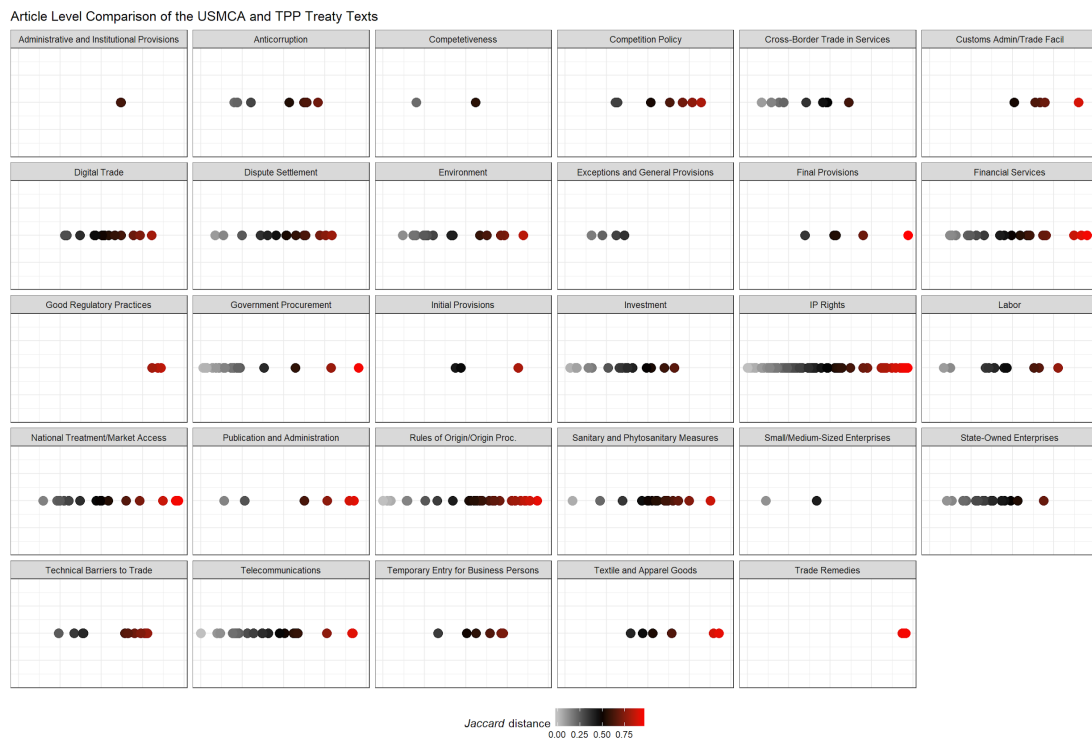 Article Level Comparison of the USMCA and TPP Treaty Texts
Administrative and Institutional Provisions
Anticorruption
Competetiveness
Competition Policy
Cross-Border Trade in Services
Customs Admin/Trade Facil
Digital Trade
Dispute Settlement
Environment
Exceptions and General Provisions
Final Provisions
Financial Services
Good Regulatory Practices
Government Procurement
Initial Provisions
Investment
IP Rights
Labor
National Treatment/Market Access
Publication and Administration
Rules of Origin/Origin Proc.
Sanitary and Phytosanitary Measures
Small/Medium-Sized Enterprises
State-Owned Enterprises
Technical Barriers to Trade
Telecommunications
Temporary Entry for Business Persons
Textile and Apparel Goods
Trade Remedies
Jaccard distance
0.00 0.25 0.50 0.75